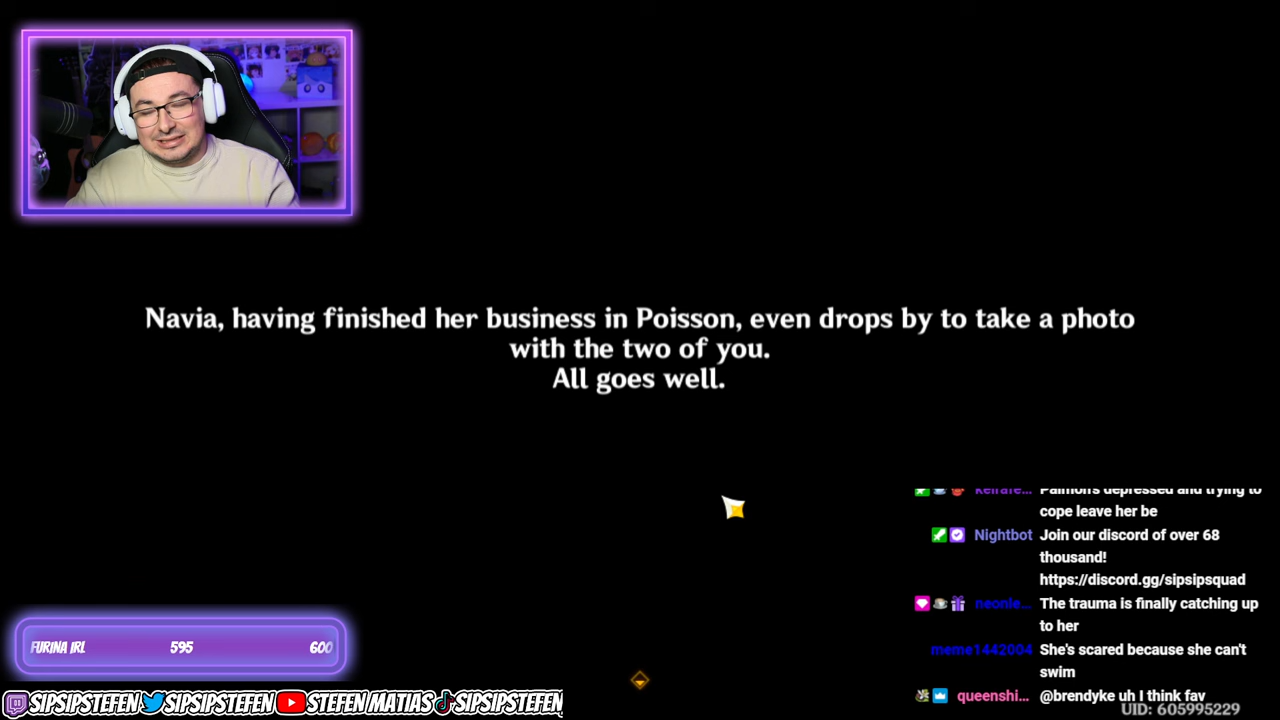 Navia, having finished her business in Poisson, even drops by to take a photo
with the two of you.
All goes well.
Paimon's depressed and trying to
cope leave her be
Nightbot Join our discord of over 68
thousand!
https://discord.gg/sipsipsquad
neonle... The trauma is finally catching up
to her
meme1442004 She's scared because she can't
swim
queenshi... @brendyke uh I think fav
FURINA IRL 595 600
SIPSIPSTEFEN SIPSIPSTEFEN STEFEN MATIAS SIPSIPSTEFEN
UID: 605995229